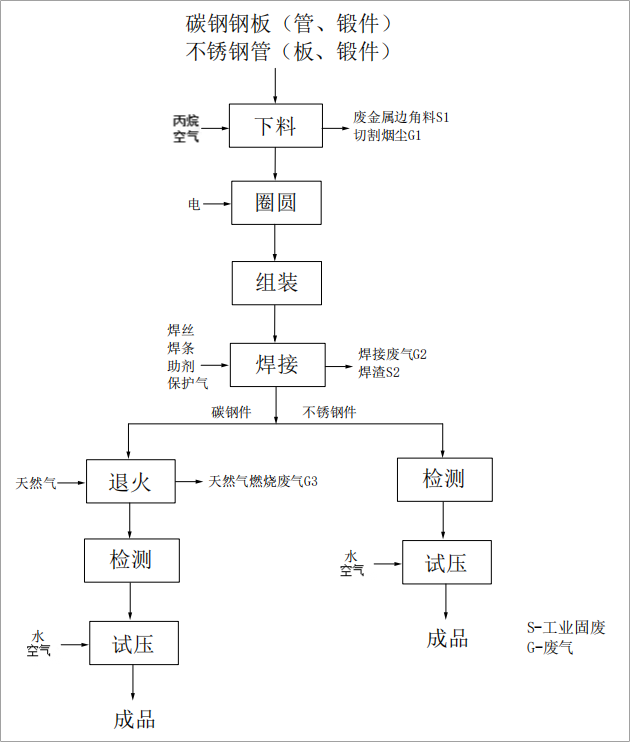 碳钢钢板（管、锻件）
不锈钢管（板、锻件）
丙烷
空气
下料
废金属边角料S1
切割烟尘G1
电
圈圆
组装
焊丝
焊条
助剂
保护气
焊接
焊接废气G2
焊渣S2
碳钢件
不锈钢件
天然气
退火
天然气燃烧废气G3
检测
检测
水
空气
试压
成品
水
空气
试压
成品
S-工业固废
G-废气